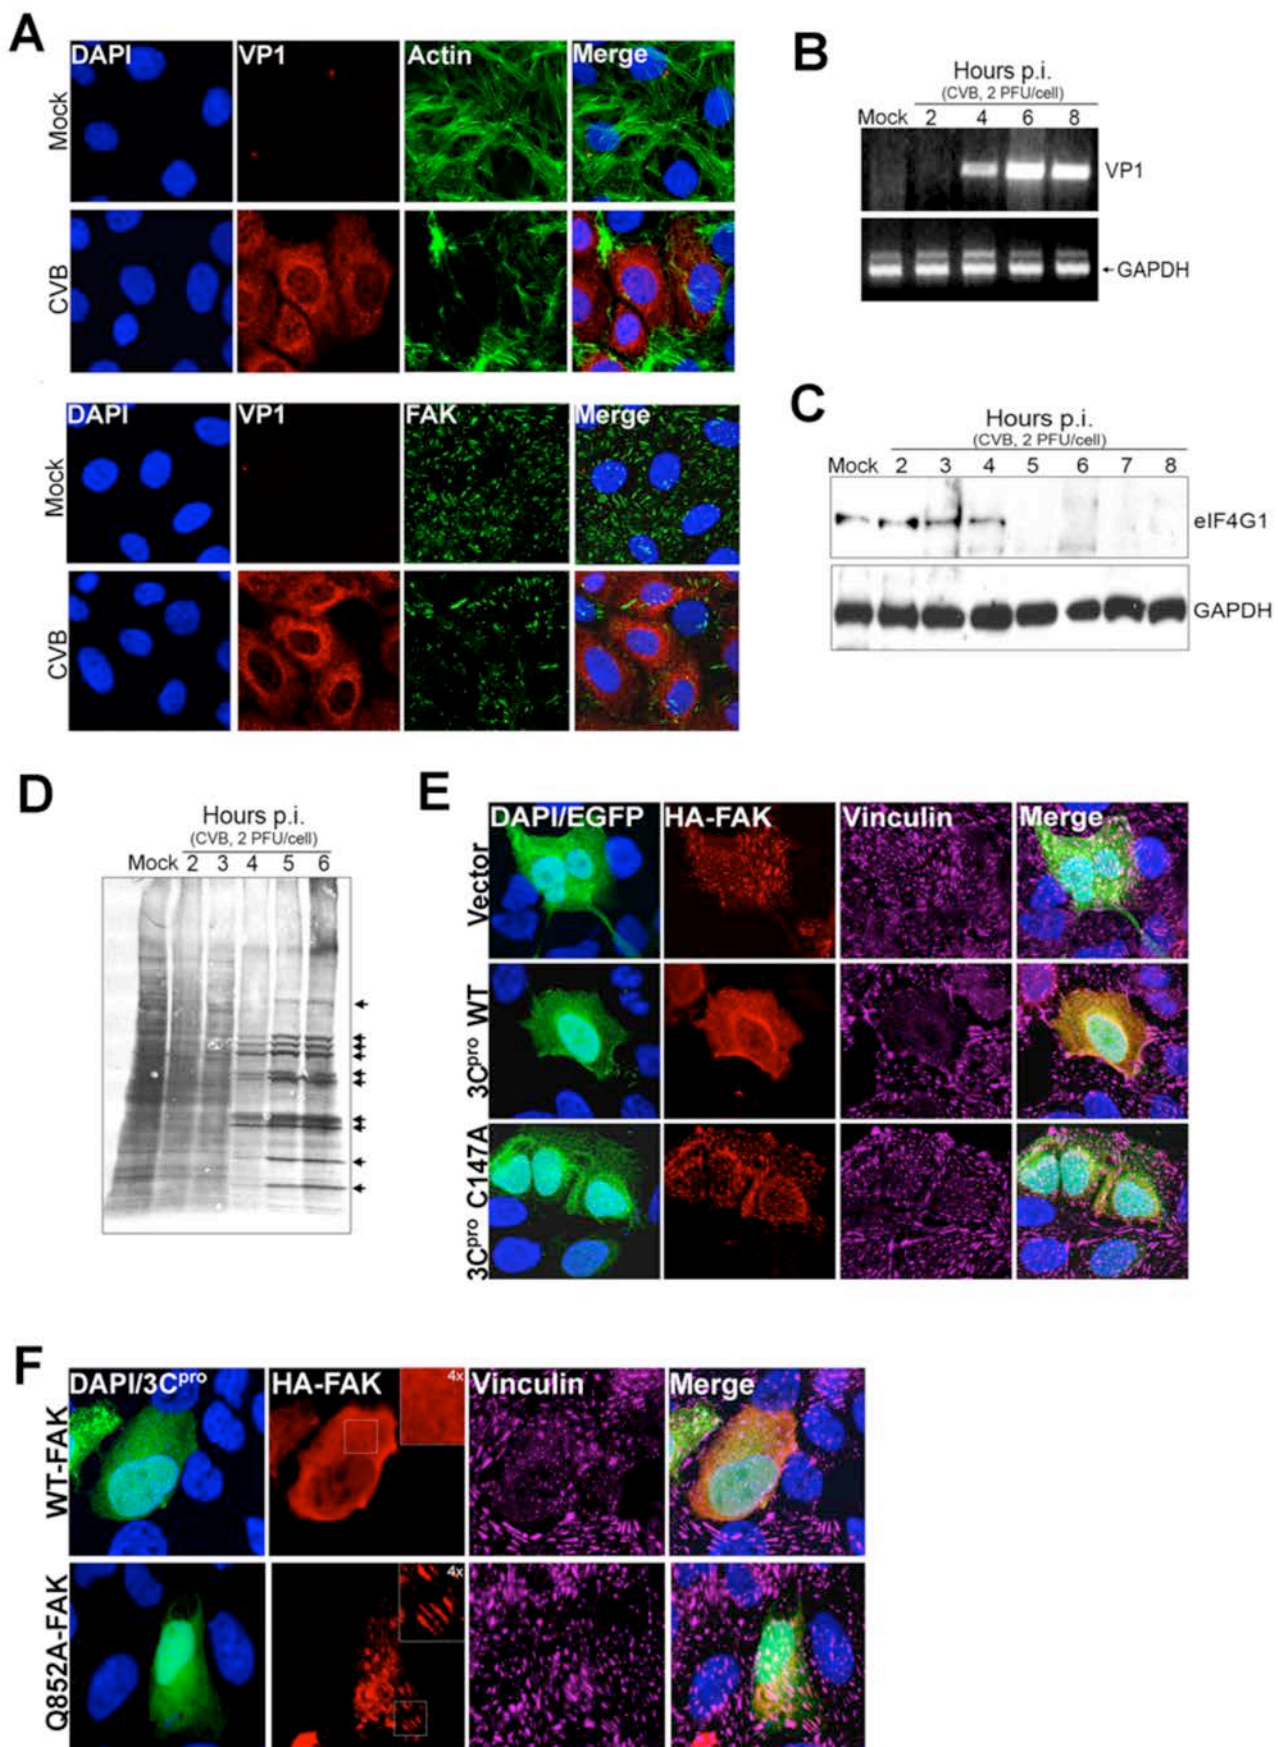 A
DAPI VP1 Actin Merge
Mock
CVB
DAPI VP1 FAK Merge
Mock
CVB
B
Hours p.i.
(CVB, 2 PFU/cell)
Mock 2 4 6 8
VP1
←GAPDH
C
Hours p.i.
(CVB, 2 PFU/cell)
Mock 2 3 4 5 6 7 8
eIF4G1
GAPDH
D
Hours p.i.
(CVB, 2 PFU/cell)
Mock 2 3 4 5 6
E
DAPI/EGFP HA-FAK Vinculin Merge
Vector
3Cᵖʳᵒ WT
3Cᵖʳᵒ C147A
F
DAPI/3Cᵖʳᵒ HA-FAK 4x Vinculin Merge
WT-FAK
4x
Q852A-FAK